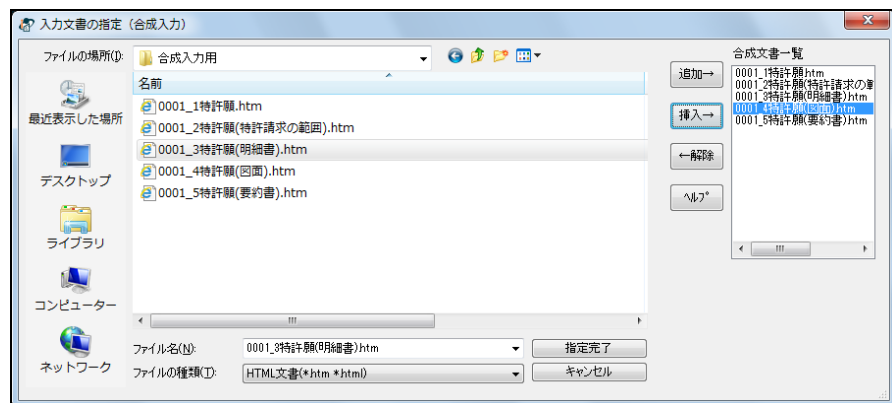 入力文書の指定（合成入力）
ファイルの場所(I):
合成入力用
最近表示した場所
デスクトップ
ライブラリ
コンピューター
ネットワーク
名前
0001_1特許願.htm
0001_2特許願(特許請求の範囲).htm
0001_3特許願(明細書).htm
0001_4特許願(図面).htm
0001_5特許願(要約書).htm
ファイル名(N):
0001_3特許願(明細書).htm
ファイルの種類(T):
HTML文書(*.htm *.html)
指定完了
キャンセル
追加→
挿入→
←解除
ヘルプ
合成文書一覧
0001_1特許願.htm
0001_2特許願(特許請求の
0001_3特許願(明細書).htm
0001_4特許願(図面).htm
0001_5特許願(要約書).htm